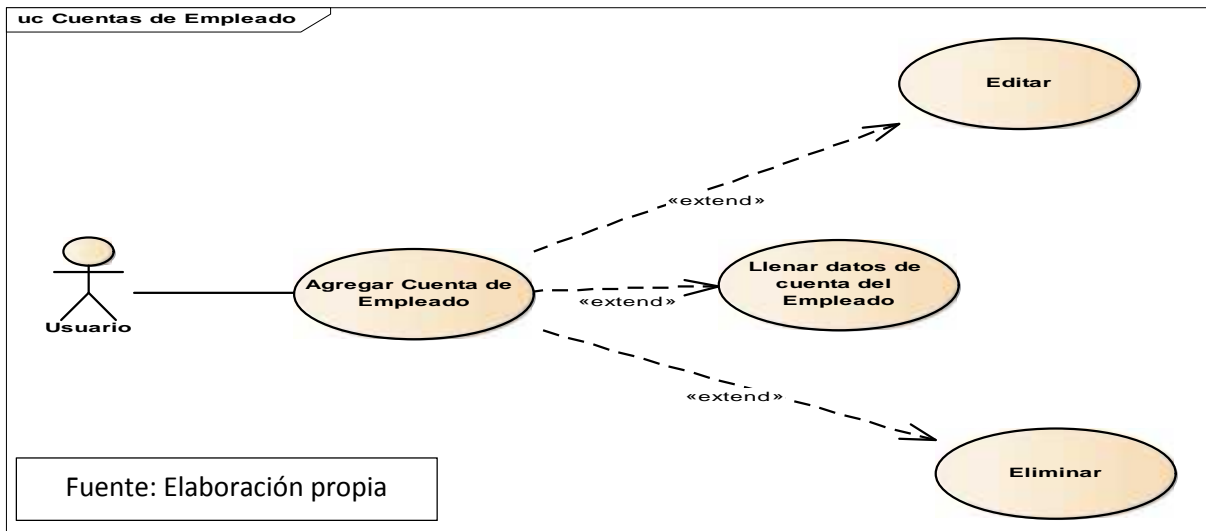 uc Cuentas de Empleado
Editar
«extend»
Llenar datos de
cuenta del
Empleado
Agregar Cuenta de
Empleado
«extend»
Usuario
«extend»
Eliminar
Fuente: Elaboración propia